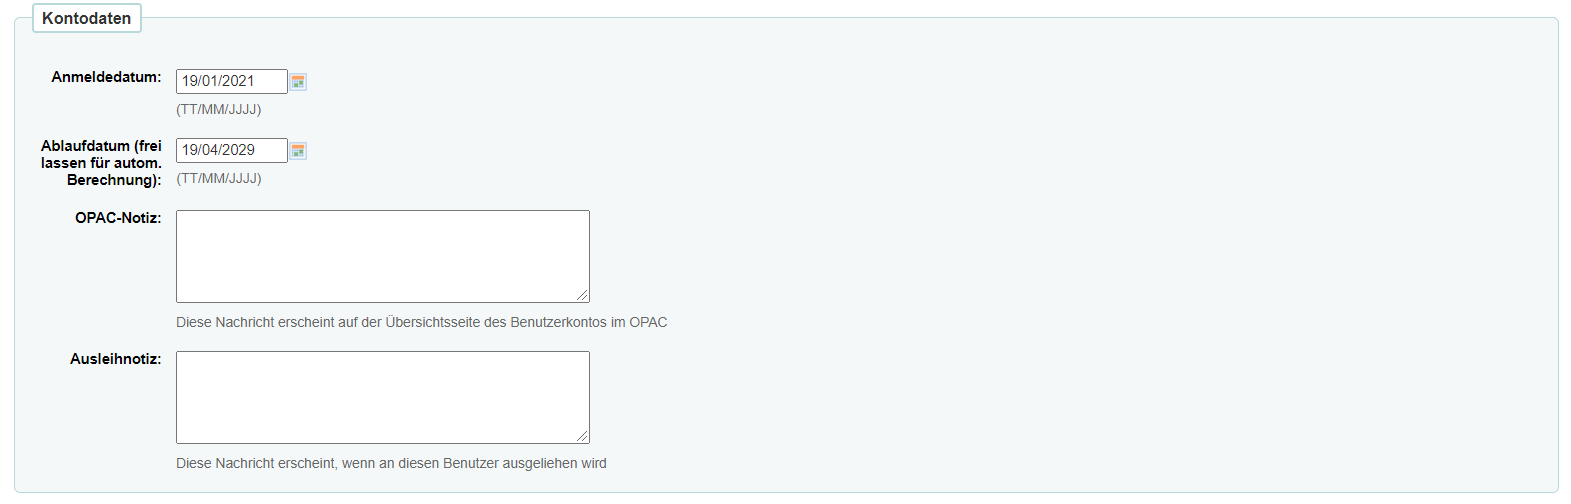 Kontodaten
Anmeldedatum: 19/01/2021
(TT/MM/JJJJ)
Ablaufdatum (frei
lassen für autom.
Berechnung):
19/04/2029
(TT/MM/JJJJ)
OPAC-Notiz:
Diese Nachricht erscheint auf der Übersichtsseite des Benutzerkontos im OPAC
Ausleihnotiz:
Diese Nachricht erscheint, wenn an diesen Benutzer ausgeliehen wird